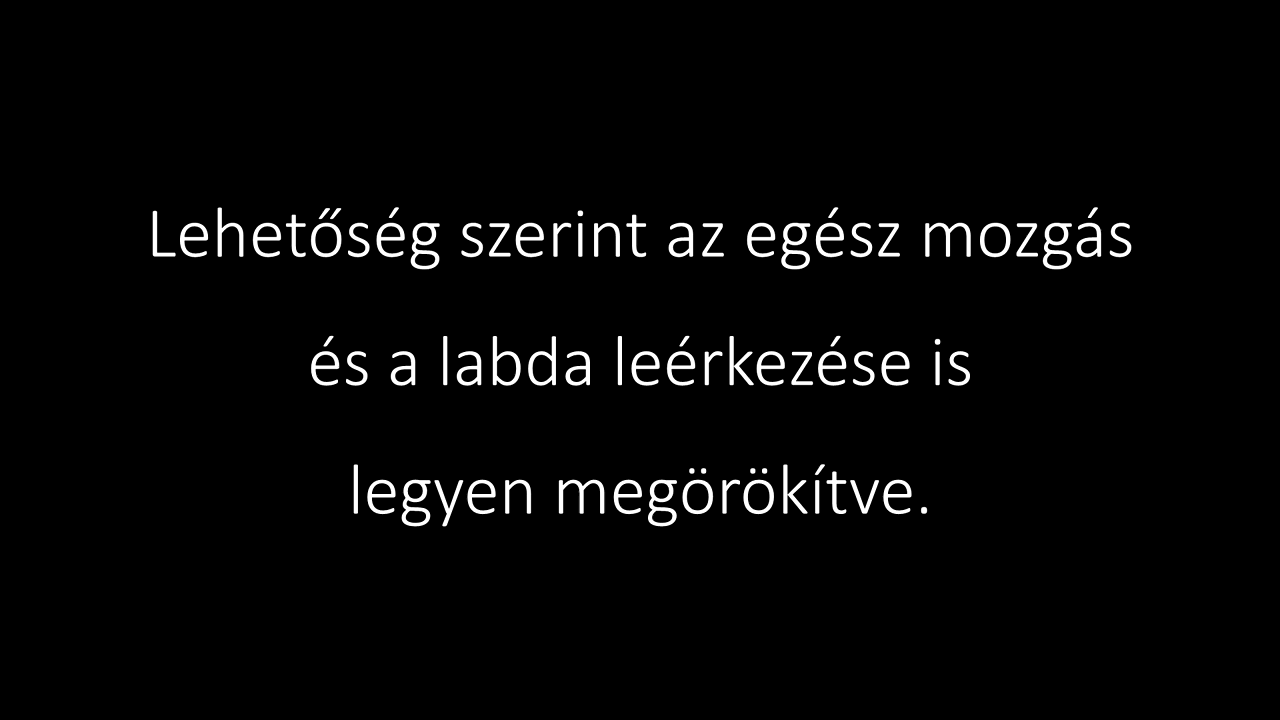 Lehetőség szerint az egész mozgás
és a labda leérkezése is
legyen megörökítve.